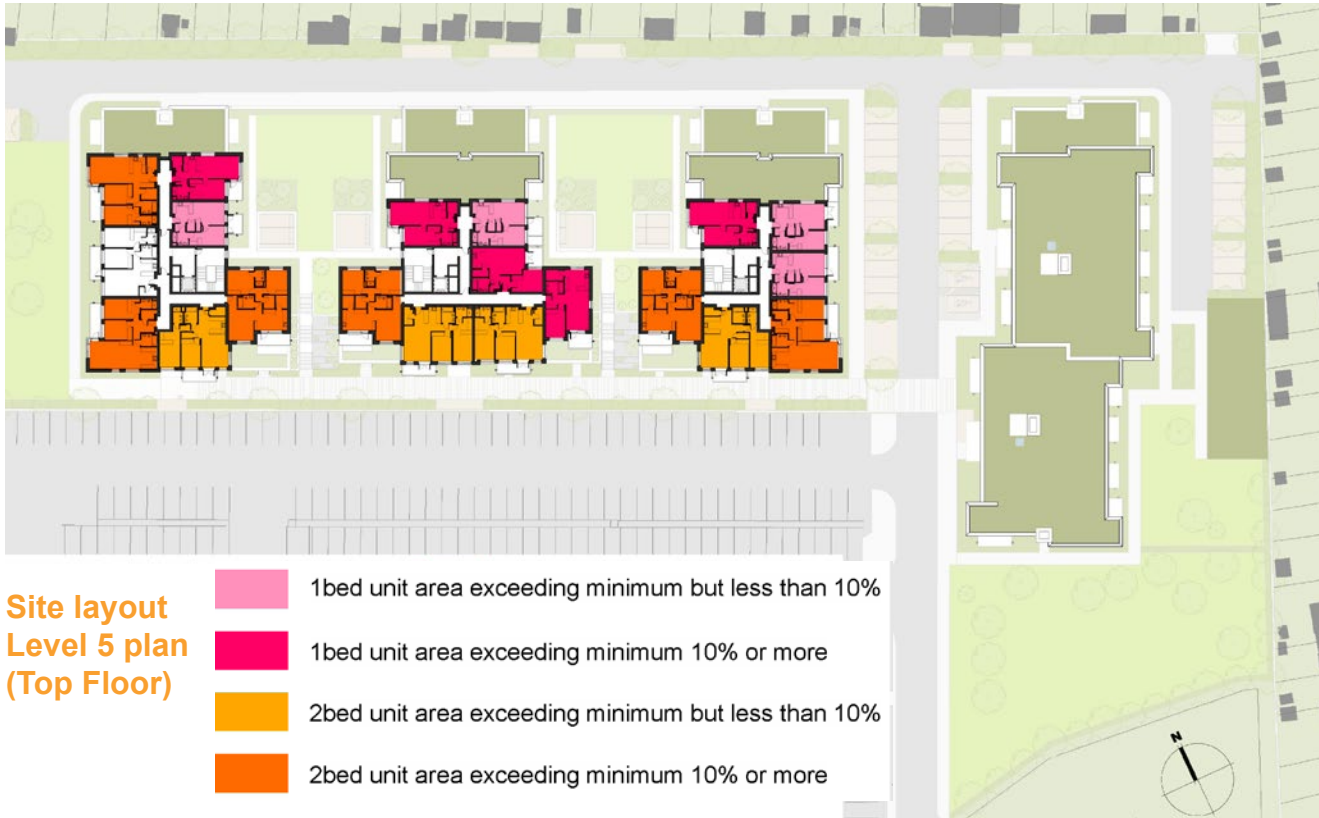 Site layout
Level 5 plan
(Top Floor)
1bed unit area exceeding minimum but less than 10%
1bed unit area exceeding minimum 10% or more
2bed unit area exceeding minimum but less than 10%
2bed unit area exceeding minimum 10% or more
N